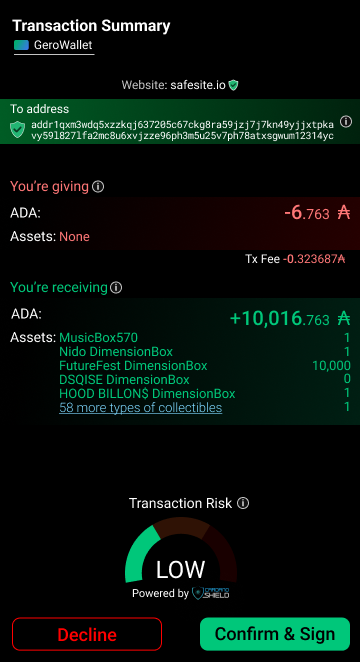 Transaction Summary
GeroWallet
Website: safesite.io
To address
addr1qxm3wdq5xzzkqj637205c67ckg8ra59jzj7j7kn49yjjxtpka
vy59l827lfa2mc8u6xvjzze96ph3m5u25v7ph78atxsgwum12314yc
You're giving
ADA: -6.763 ₳
Assets: None
Tx Fee -0.323687₳
You're receiving
ADA: +10,016.763 ₳
Assets: MusicBox570 1
Nido DimensionBox 1
FutureFest DimensionBox 10,000
DSQISE DimensionBox 0
HOOD BILLON$ DimensionBox 1
58 more types of collectibles 1
Transaction Risk
LOW
Powered by CARDANO SHIELD
Decline
Confirm & Sign